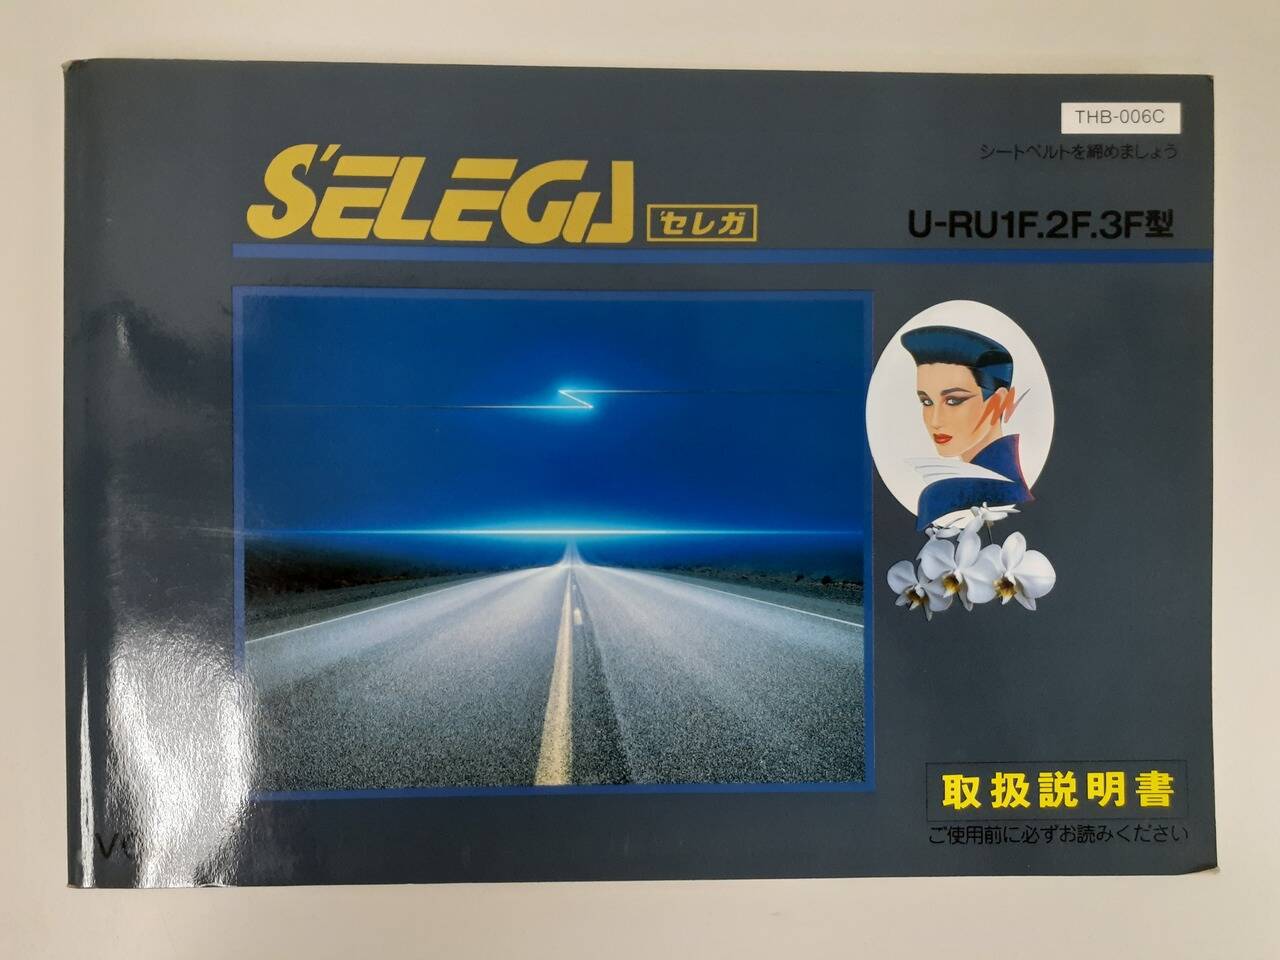 THB-006C
シートベルトを締めましょう
S'ELEGA
'セレガ
U-RU1F.2F.3F型
取扱説明書
ご使用前に必ずお読みください